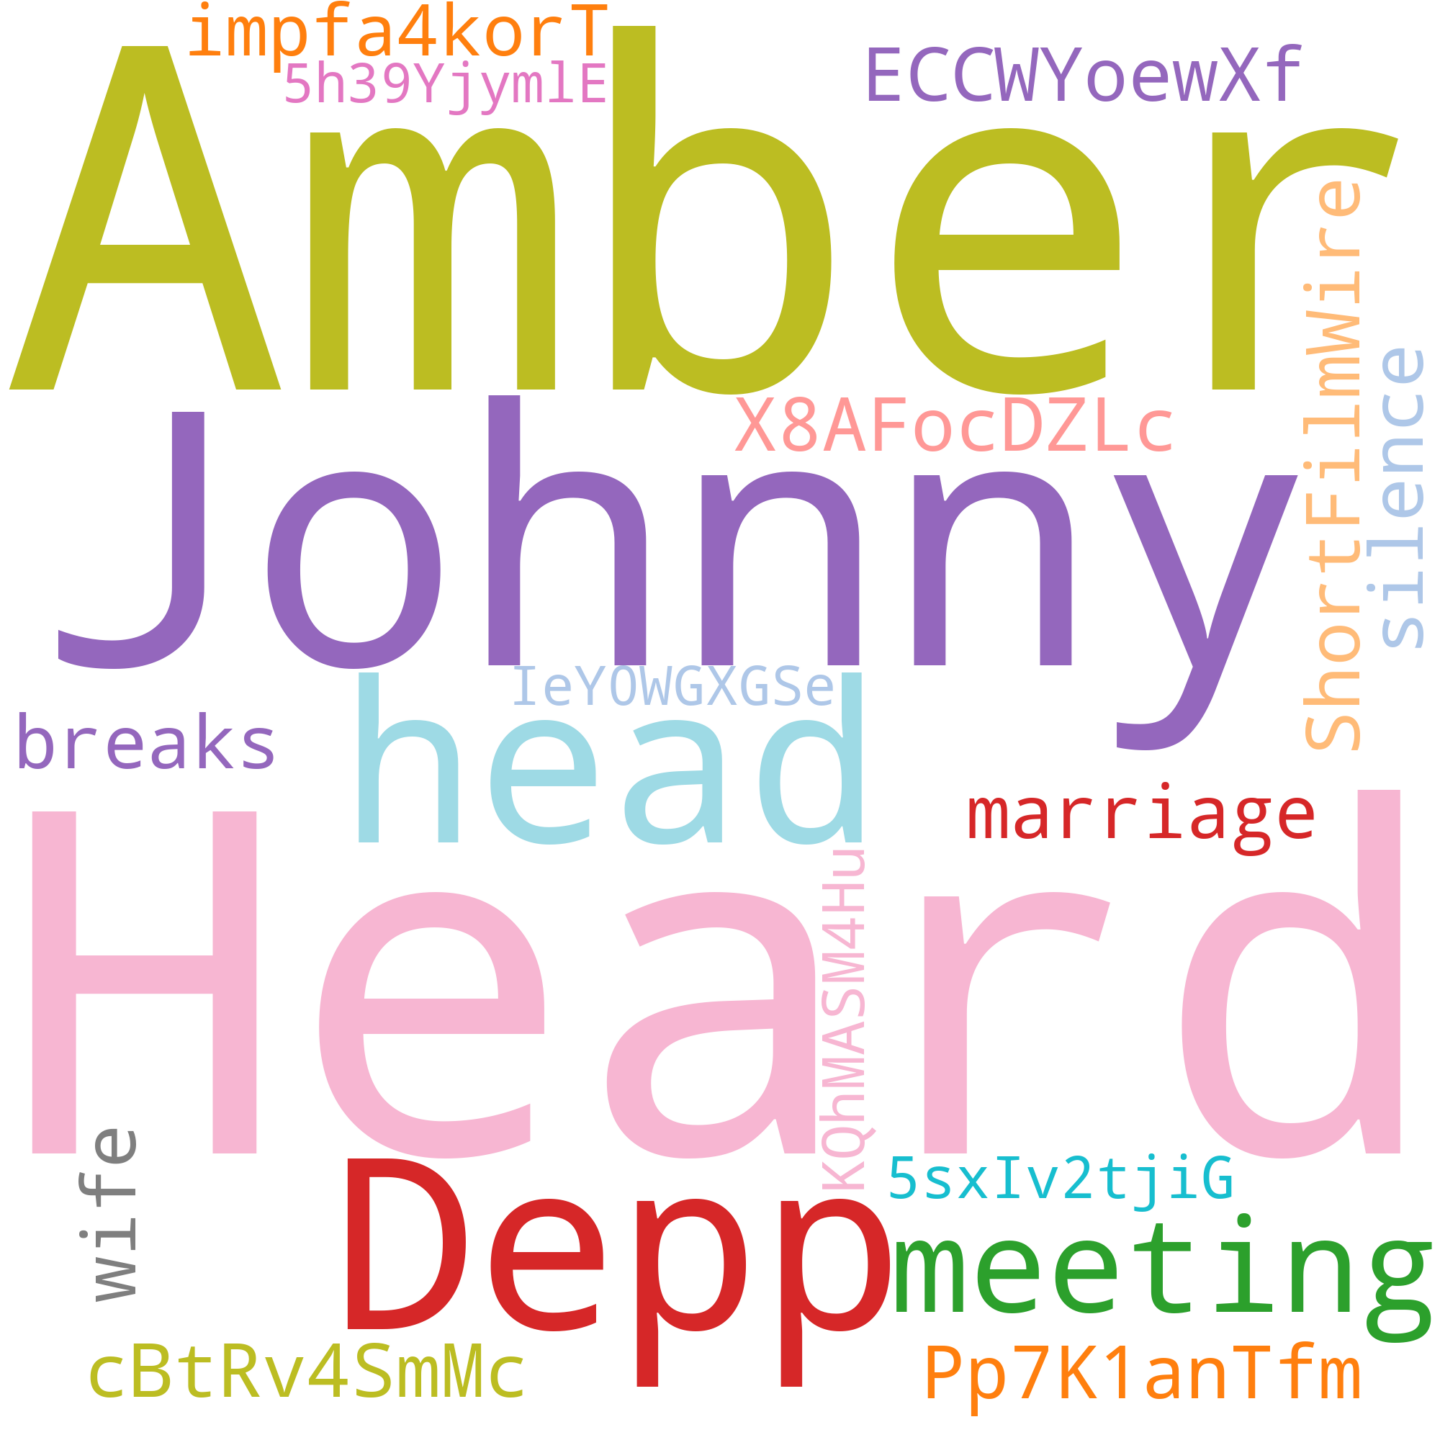 impfa4korT
5h39YjymlE
ECCWYoewXf
Amber
ShortFilmWire
silence
X8AFocDZLc
Johnny
IeYOWGXGSe
head
breaks
marriage
Heard
KQhMASM4Hu
wife
Depp
5sxIv2tjiG
meeting
cBtRv4SmMc
Pp7K1anTfm